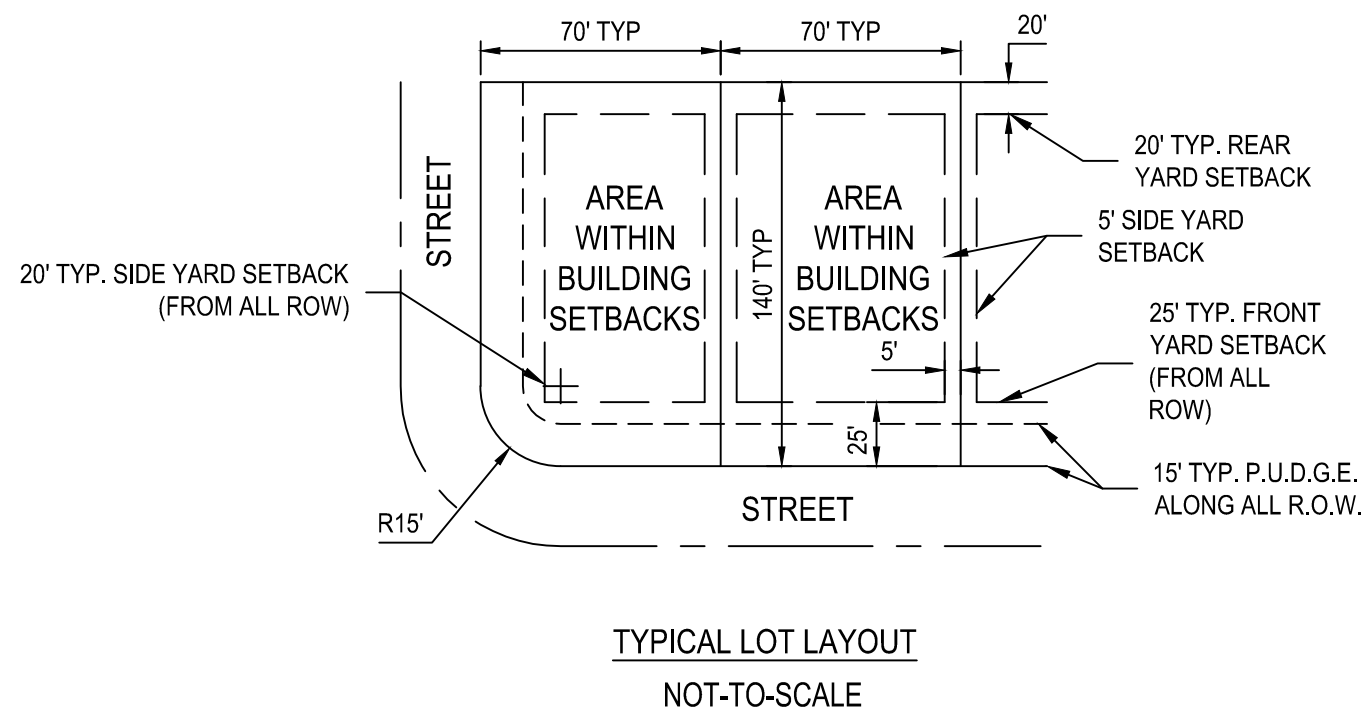 70' TYP
70' TYP
20'
20' TYP. REAR
YARD SETBACK
STREET
AREA
WITHIN
BUILDING
SETBACKS
140' TYP
AREA
WITHIN
BUILDING
SETBACKS
5' SIDE YARD
SETBACK
20' TYP. SIDE YARD SETBACK
(FROM ALL ROW)
25' TYP. FRONT
YARD SETBACK
(FROM ALL
ROW)
5'
25'
15' TYP. P.U.D.G.E.
ALONG ALL R.O.W.
R15'
STREET
TYPICAL LOT LAYOUT
NOT-TO-SCALE